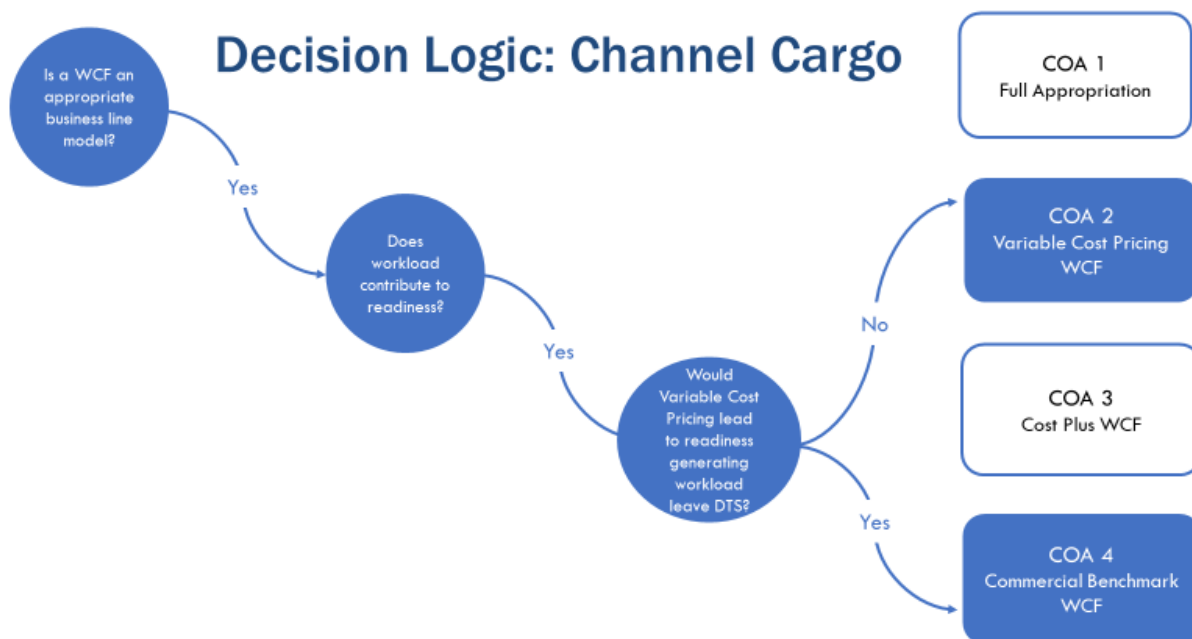 Decision Logic: Channel Cargo
Is a WCF an
appropriate
business line
model?
Yes
Does
workload
contribute to
readiness?
Yes
Would
Variable Cost
Pricing lead
to readiness
generating
workload
leave DTS?
No
Yes
COA 1
Full Appropriation
COA 2
Variable Cost Pricing
WCF
COA 3
Cost Plus WCF
COA 4
Commercial Benchmark
WCF